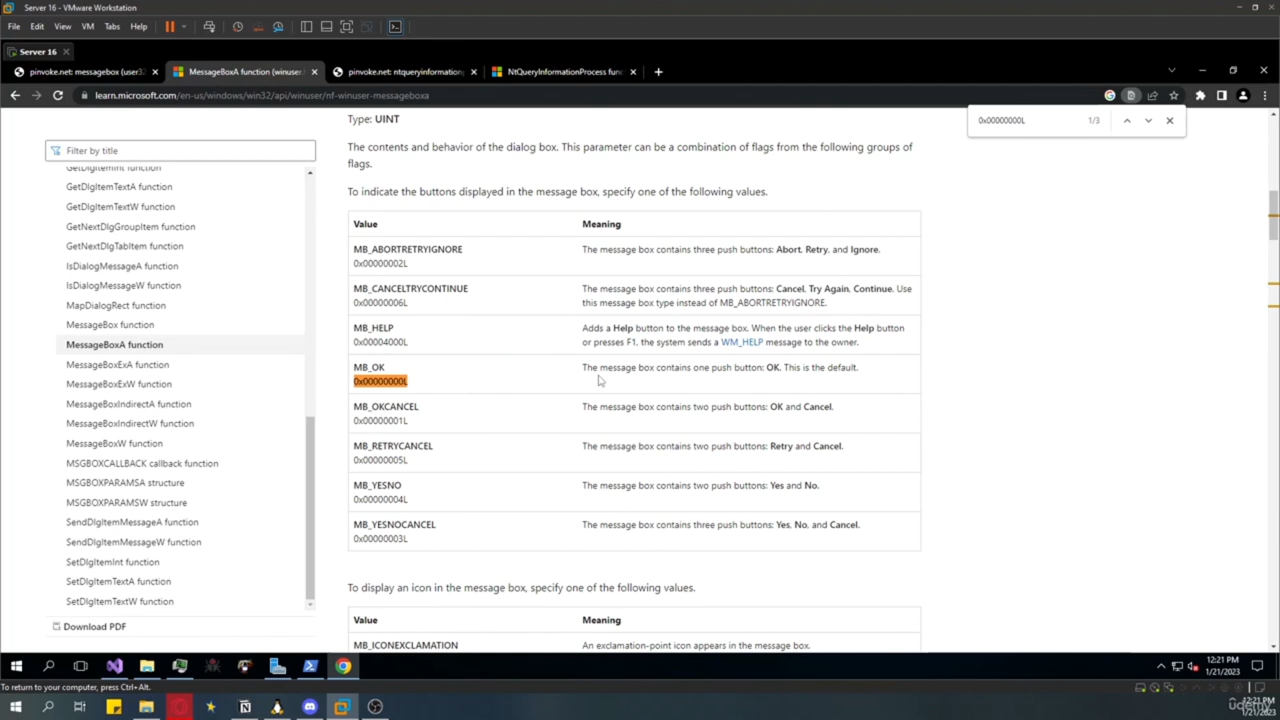 Server 16 - VMware Workstation
File Edit View VM Tabs Help
Server 16
pinvoke.net: messagebox (user32
MessageBoxA function (winuser.
pinvoke.net: ntqueryinformation
NtQueryInformationProcess func
learn.microsoft.com/en-us/windows/win32/api/winuser/nf-winuser-messageboxa
0x00000000L 1/3
Filter by title
GetDlgItemInt function
GetDlgItemTextA function
GetDlgItemTextW function
GetNextDlgGroupItem function
GetNextDlgTabItem function
IsDialogMessageA function
IsDialogMessageW function
MapDialogRect function
MessageBox function
MessageBoxA function
MessageBoxExA function
MessageBoxExW function
MessageBoxIndirectA function
MessageBoxIndirectW function
MessageBoxW function
MSGBOXCALLBACK callback function
MSGBOXPARAMSA structure
MSGBOXPARAMSW structure
SendDlgItemMessageA function
SendDlgItemMessageW function
SetDlgItemInt function
SetDlgItemTextA function
SetDlgItemTextW function
Download PDF
Type: UINT
The contents and behavior of the dialog box. This parameter can be a combination of flags from the following groups of
flags.
To indicate the buttons displayed in the message box, specify one of the following values.
Value Meaning
MB_ABORTRETRYIGNORE The message box contains three push buttons: Abort, Retry, and Ignore.
0x00000002L
MB_CANCELTRYCONTINUE The message box contains three push buttons: Cancel, Try Again, Continue. Use
0x00000006L this message box type instead of MB_ABORTRETRYIGNORE.
MB_HELP Adds a Help button to the message box. When the user clicks the Help button
0x00004000L or presses F1, the system sends a WM_HELP message to the owner.
MB_OK The message box contains one push button: OK. This is the default.
0x00000000L
MB_OKCANCEL The message box contains two push buttons: OK and Cancel.
0x00000001L
MB_RETRYCANCEL The message box contains two push buttons: Retry and Cancel.
0x00000005L
MB_YESNO The message box contains two push buttons: Yes and No.
0x00000004L
MB_YESNOCANCEL The message box contains three push buttons: Yes, No, and Cancel.
0x00000003L
To display an icon in the message box, specify one of the following values.
Value Meaning
MB_ICONEXCLAMATION An exclamation-point icon appears in the message box.
12:21 PM
1/21/2023
To return to your computer, press Ctrl+Alt.
12:21 PM
1/21/2023
udemy